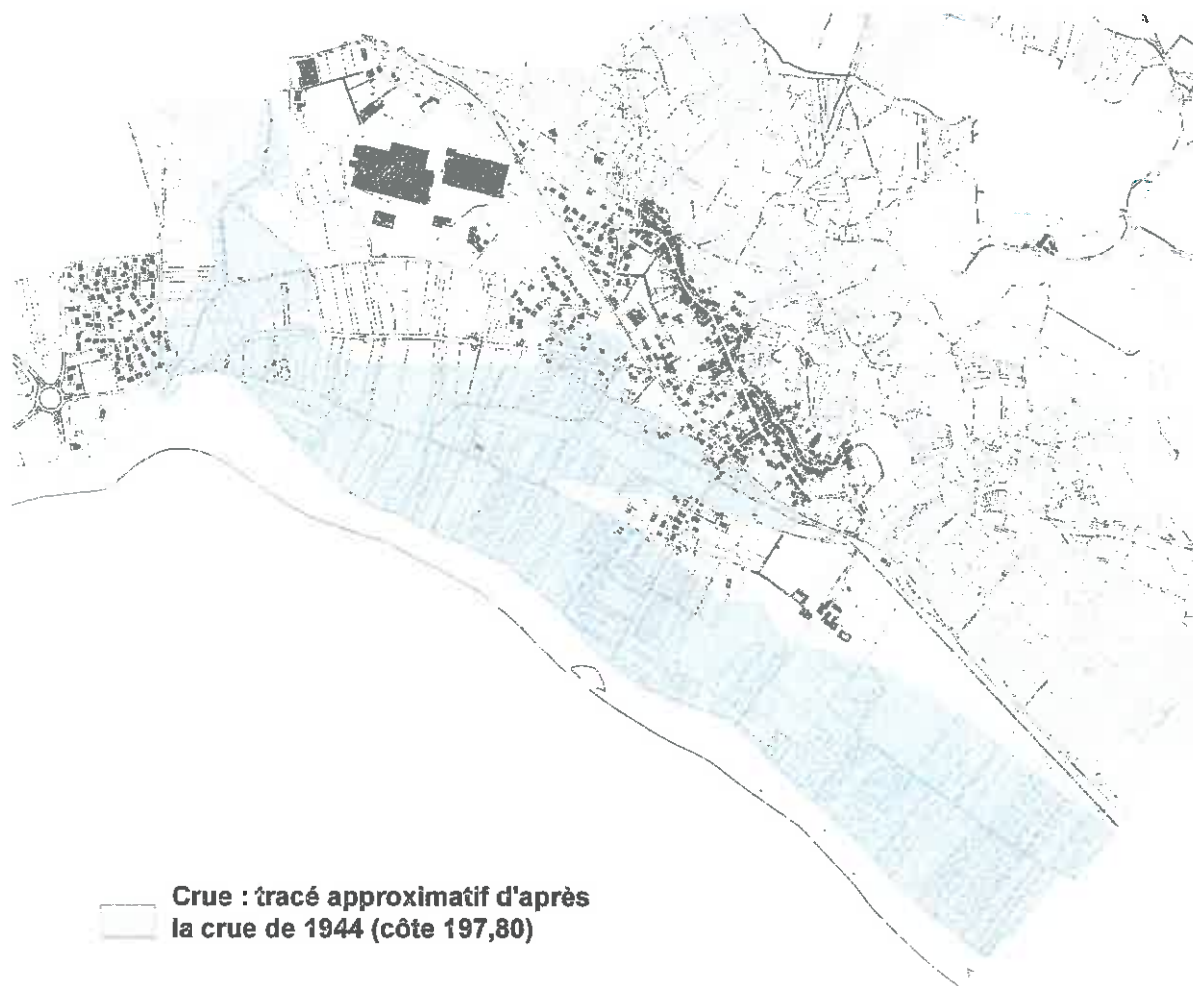 Crue : tracé approximatif d'après
la crue de 1944 (côte 197,80)